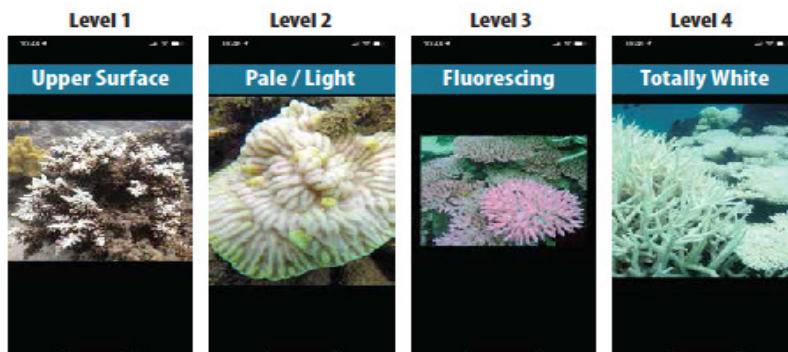 Level 1
Level 2
Level 3
Level 4
Upper Surface
Pale / Light
Fluorescing
Totally White